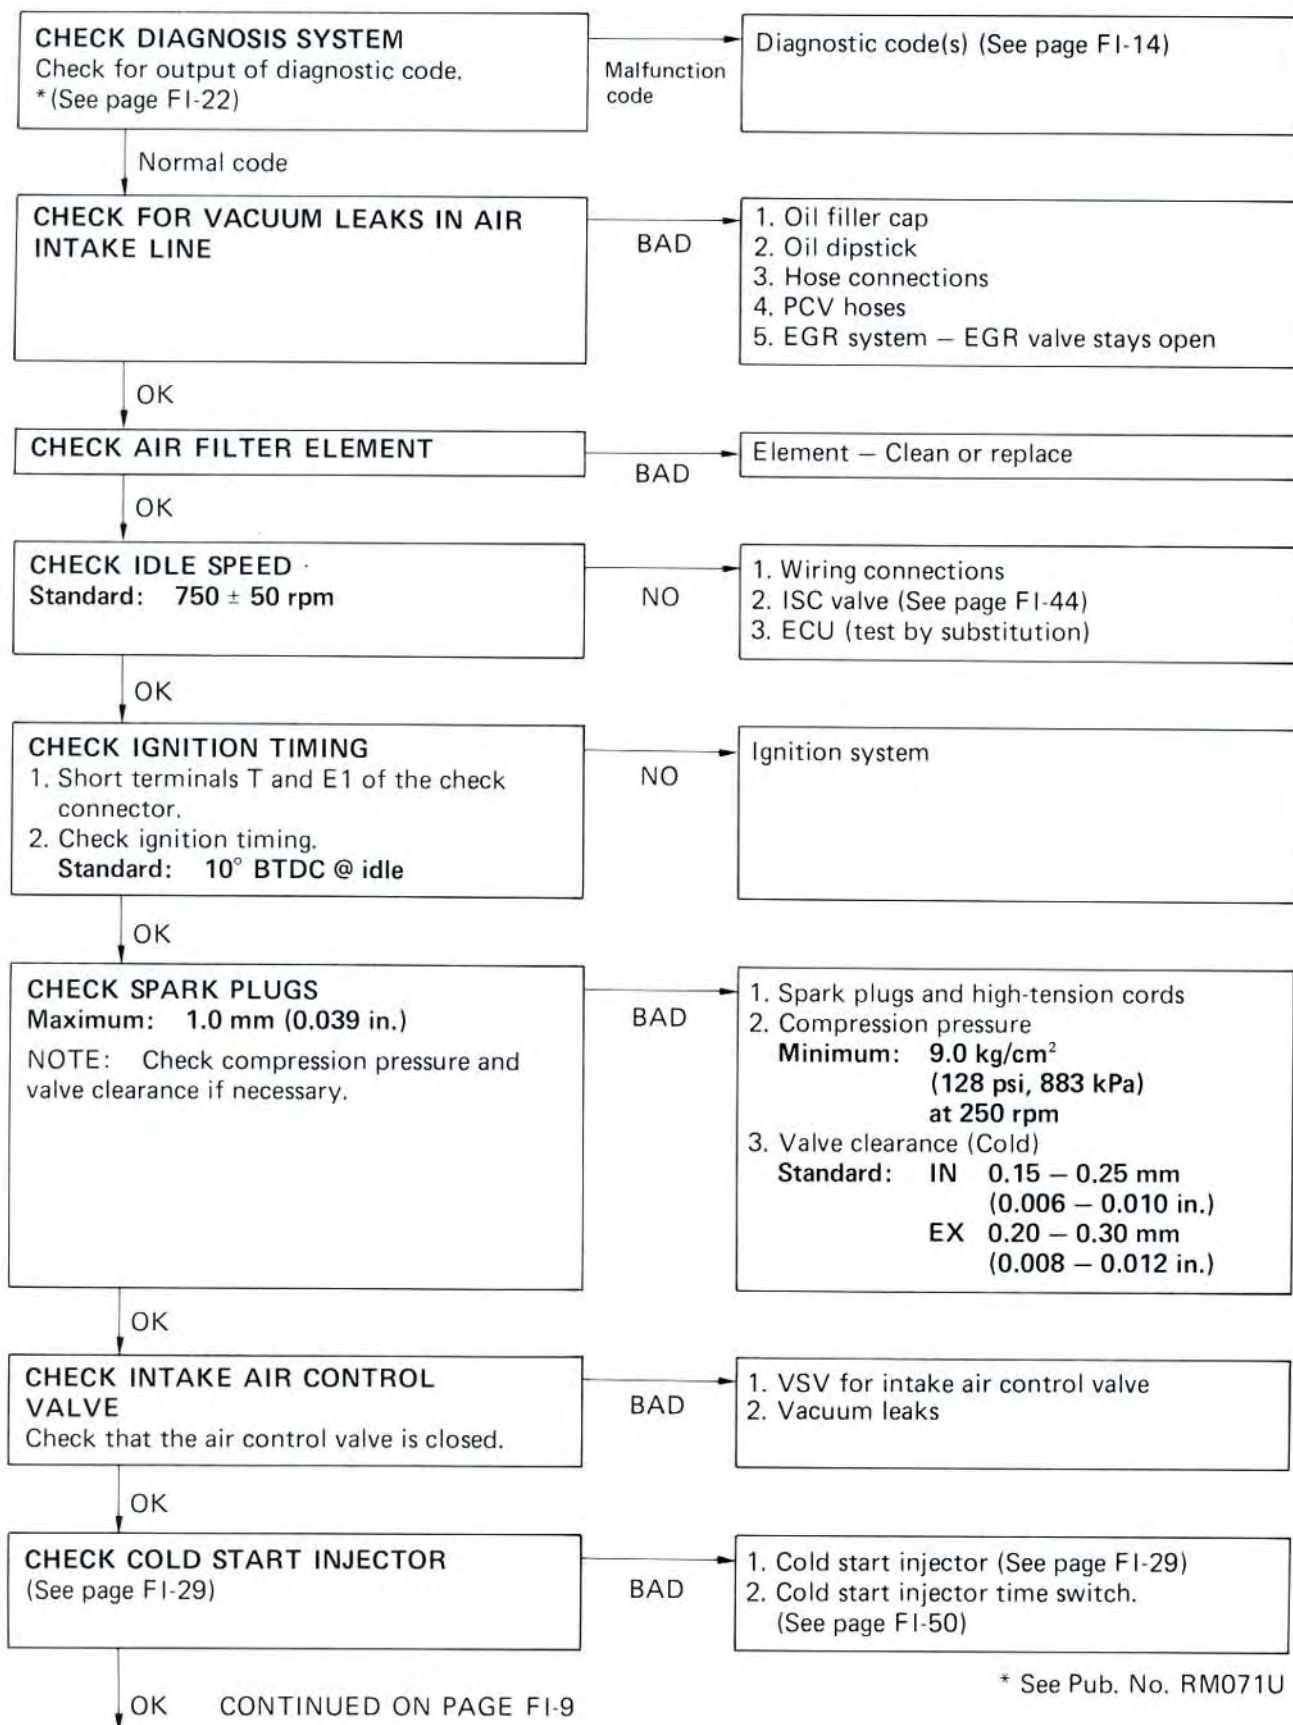 CHECK DIAGNOSIS SYSTEM
Check for output of diagnostic code.
*(See page FI-22)
Malfunction
code
Diagnostic code(s) (See page FI-14)
Normal code
CHECK FOR VACUUM LEAKS IN AIR
INTAKE LINE
BAD
1. Oil filler cap
2. Oil dipstick
3. Hose connections
4. PCV hoses
5. EGR system — EGR valve stays open
OK
CHECK AIR FILTER ELEMENT
BAD
Element — Clean or replace
OK
CHECK IDLE SPEED
Standard: 750 ± 50 rpm
NO
1. Wiring connections
2. ISC valve (See page FI-44)
3. ECU (test by substitution)
OK
CHECK IGNITION TIMING
1. Short terminals T and E1 of the check
connector.
2. Check ignition timing.
Standard: 10° BTDC @ idle
NO
Ignition system
OK
CHECK SPARK PLUGS
Maximum: 1.0 mm (0.039 in.)
NOTE: Check compression pressure and
valve clearance if necessary.
BAD
1. Spark plugs and high-tension cords
2. Compression pressure
Minimum: 9.0 kg/cm²
(128 psi, 883 kPa)
at 250 rpm
3. Valve clearance (Cold)
Standard: IN 0.15 — 0.25 mm
(0.006 — 0.010 in.)
EX 0.20 — 0.30 mm
(0.008 — 0.012 in.)
OK
CHECK INTAKE AIR CONTROL
VALVE
Check that the air control valve is closed.
BAD
1. VSV for intake air control valve
2. Vacuum leaks
OK
CHECK COLD START INJECTOR
(See page FI-29)
BAD
1. Cold start injector (See page FI-29)
2. Cold start injector time switch.
(See page FI-50)
OK CONTINUED ON PAGE FI-9
* See Pub. No. RM071U